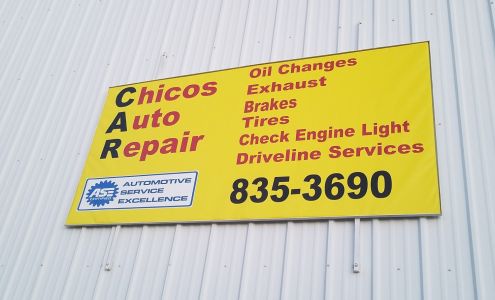 Chicos
Auto
Repair
Oil Changes
Exhaust
Brakes
Tires
Check Engine Light
Driveline Services
ASE
CERTIFIED
AUTOMOTIVE
SERVICE
EXCELLENCE
835-3690